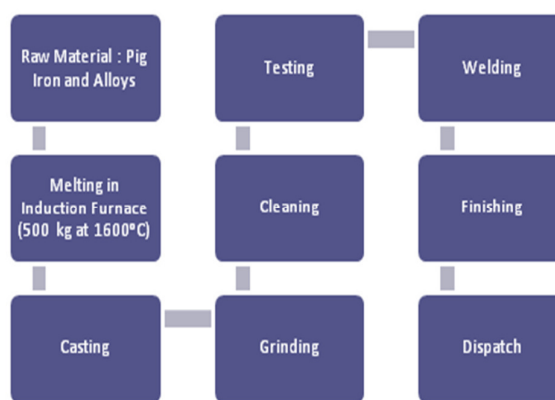 Raw Material : Pig
Iron and Alloys
Melting in
Induction Furnace
(500 kg at 1600°C)
Casting
Grinding
Cleaning
Testing
Welding
Finishing
Dispatch